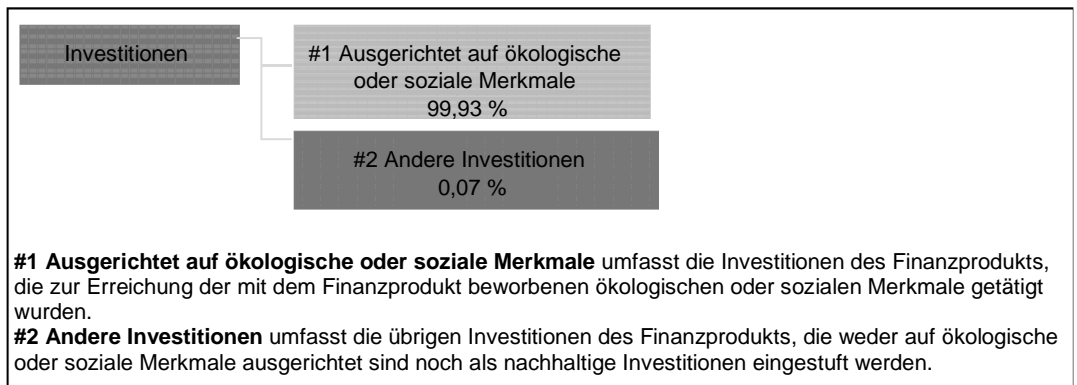 Investitionen
#1 Ausgerichtet auf ökologische
oder soziale Merkmale
99,93 %
#2 Andere Investitionen
0,07 %
#1 Ausgerichtet auf ökologische oder soziale Merkmale umfasst die Investitionen des Finanzprodukts,
die zur Erreichung der mit dem Finanzprodukt beworbenen ökologischen oder sozialen Merkmale getätigt
wurden.
#2 Andere Investitionen umfasst die übrigen Investitionen des Finanzprodukts, die weder auf ökologische
oder soziale Merkmale ausgerichtet sind noch als nachhaltige Investitionen eingestuft werden.